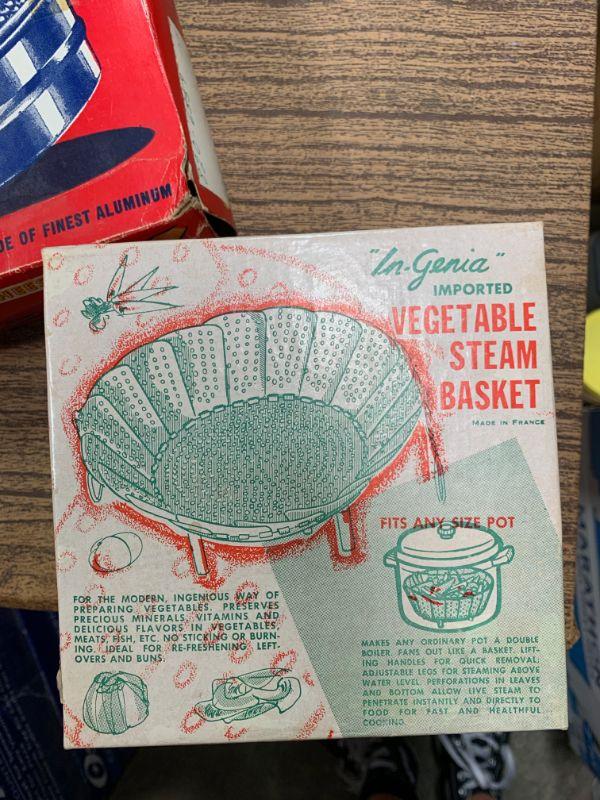 DE OF FINEST ALUMINUM
"In-Genia"
IMPORTED
VEGETABLE
STEAM
BASKET
MADE IN FRANCE
FITS ANY SIZE POT
FOR THE MODERN, INGENIOUS WAY OF
PREPARING VEGETABLES. PRESERVES
PRECIOUS MINERALS, VITAMINS AND
DELICIOUS FLAVORS IN VEGETABLES,
MEATS, FISH, ETC. NO STICKING OR BURN-
ING. IDEAL FOR RE-FRESHENING LEFT-
OVERS AND BUNS.
MAKES ANY ORDINARY POT A DOUBLE
BOILER. FANS OUT LIKE A BASKET. LIFT-
ING HANDLES FOR QUICK REMOVAL.
ADJUSTABLE LEGS FOR STEAMING ABOVE
WATER LEVEL. PERFORATIONS IN LEAVES
AND BOTTOM ALLOW LIVE STEAM TO
PENETRATE INSTANTLY AND DIRECTLY TO
FOOD FOR FAST AND HEALTHFUL
COOKING.